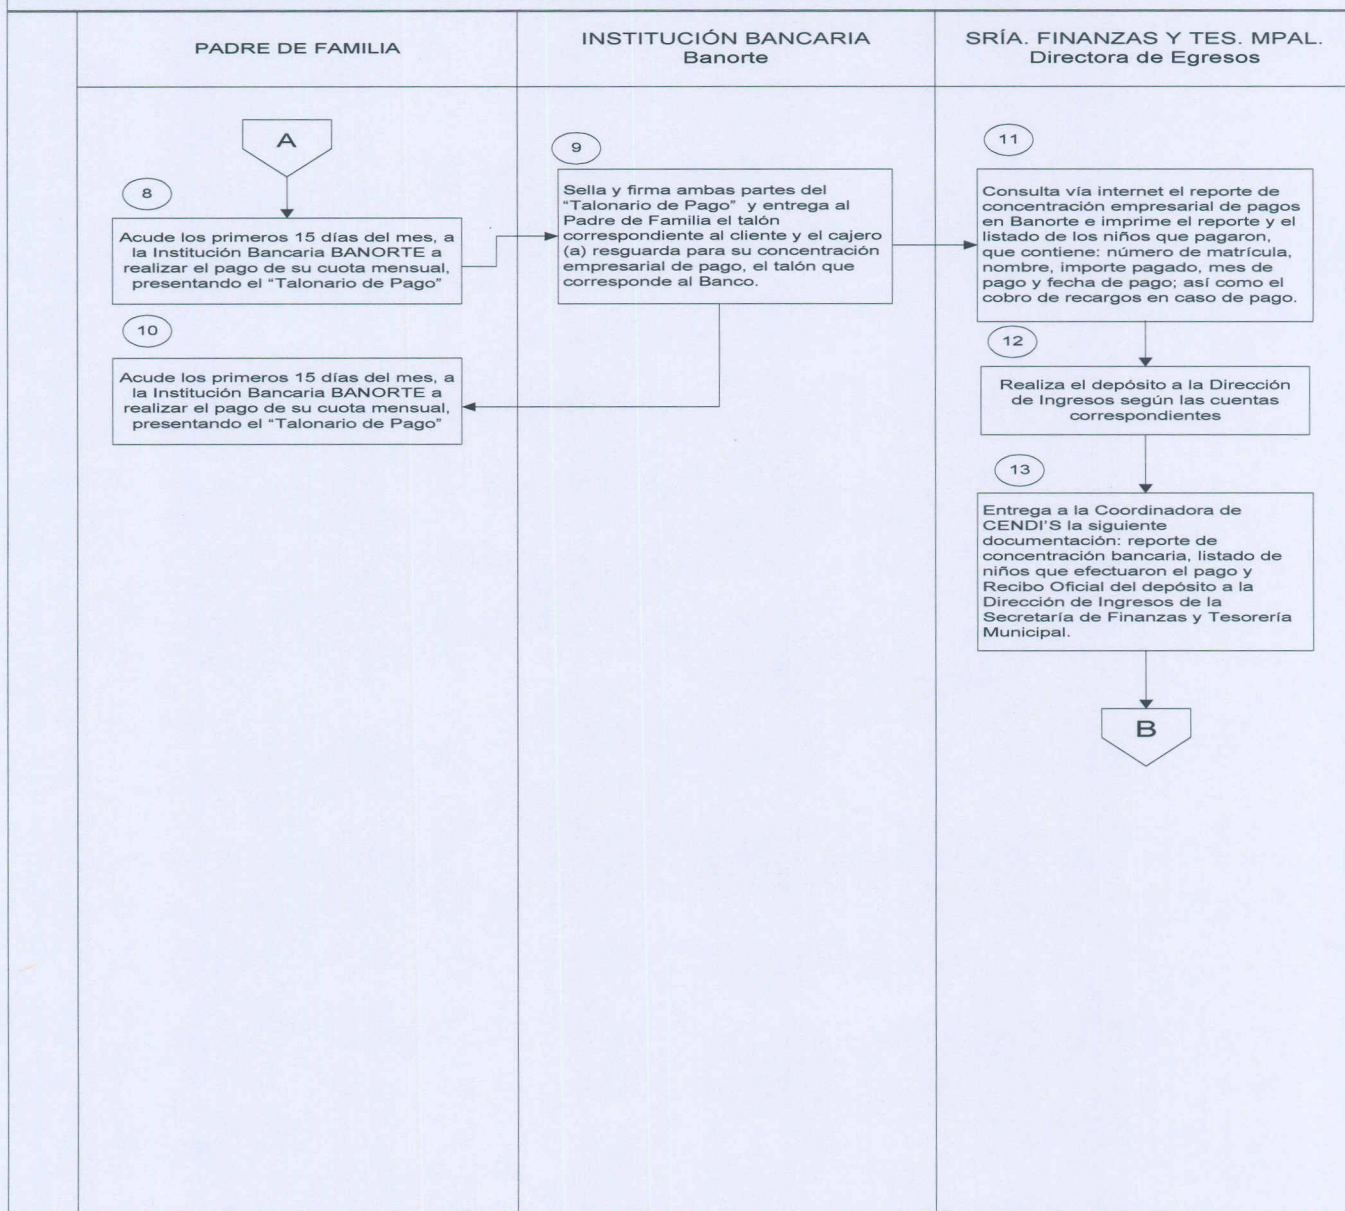 PADRE DE FAMILIA
INSTITUCIÓN BANCARIA
Banorte
SRÍA. FINANZAS Y TES. MPAL.
Directora de Egresos
A
8
Acude los primeros 15 días del mes, a
la Institución Bancaria BANORTE a
realizar el pago de su cuota mensual,
presentando el “Talonario de Pago”
9
Sella y firma ambas partes del
“Talonario de Pago” y entrega al
Padre de Familia el talón
correspondiente al cliente y el cajero
(a) resguarda para su concentración
empresarial de pago, el talón que
corresponde al Banco.
10
Acude los primeros 15 días del mes, a
la Institución Bancaria BANORTE a
realizar el pago de su cuota mensual,
presentando el “Talonario de Pago”
11
Consulta vía internet el reporte de
concentración empresarial de pagos
en Banorte e imprime el reporte y el
listado de los niños que pagaron,
que contiene: número de matrícula,
nombre, importe pagado, mes de
pago y fecha de pago; así como el
cobro de recargos en caso de pago.
12
Realiza el depósito a la Dirección
de Ingresos según las cuentas
correspondientes
13
Entrega a la Coordinadora de
CENDI’S la siguiente
documentación: reporte de
concentración bancaria, listado de
niños que efectuaron el pago y
Recibo Oficial del depósito a la
Dirección de Ingresos de la
Secretaría de Finanzas y Tesorería
Municipal.
B